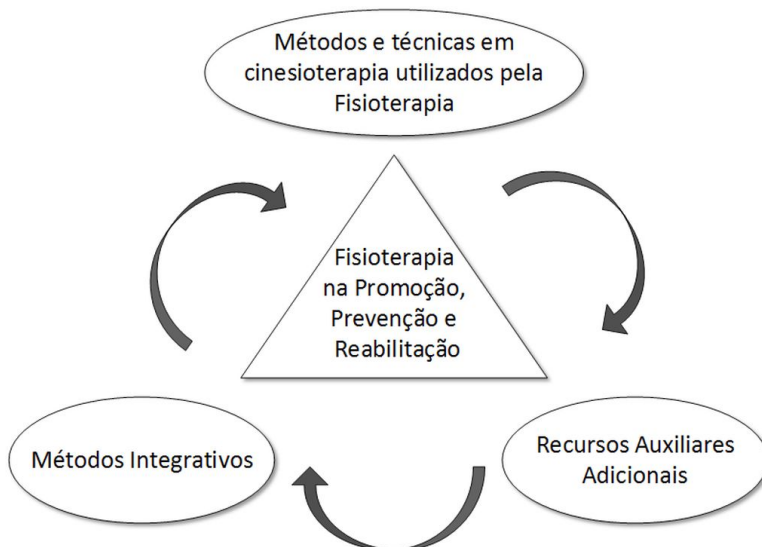 Métodos e técnicas em
cinesioterapia utilizados pela
Fisioterapia
Fisioterapia
na Promoção,
Prevenção e
Reabilitação
Métodos Integrativos
Recursos Auxiliares
Adicionais